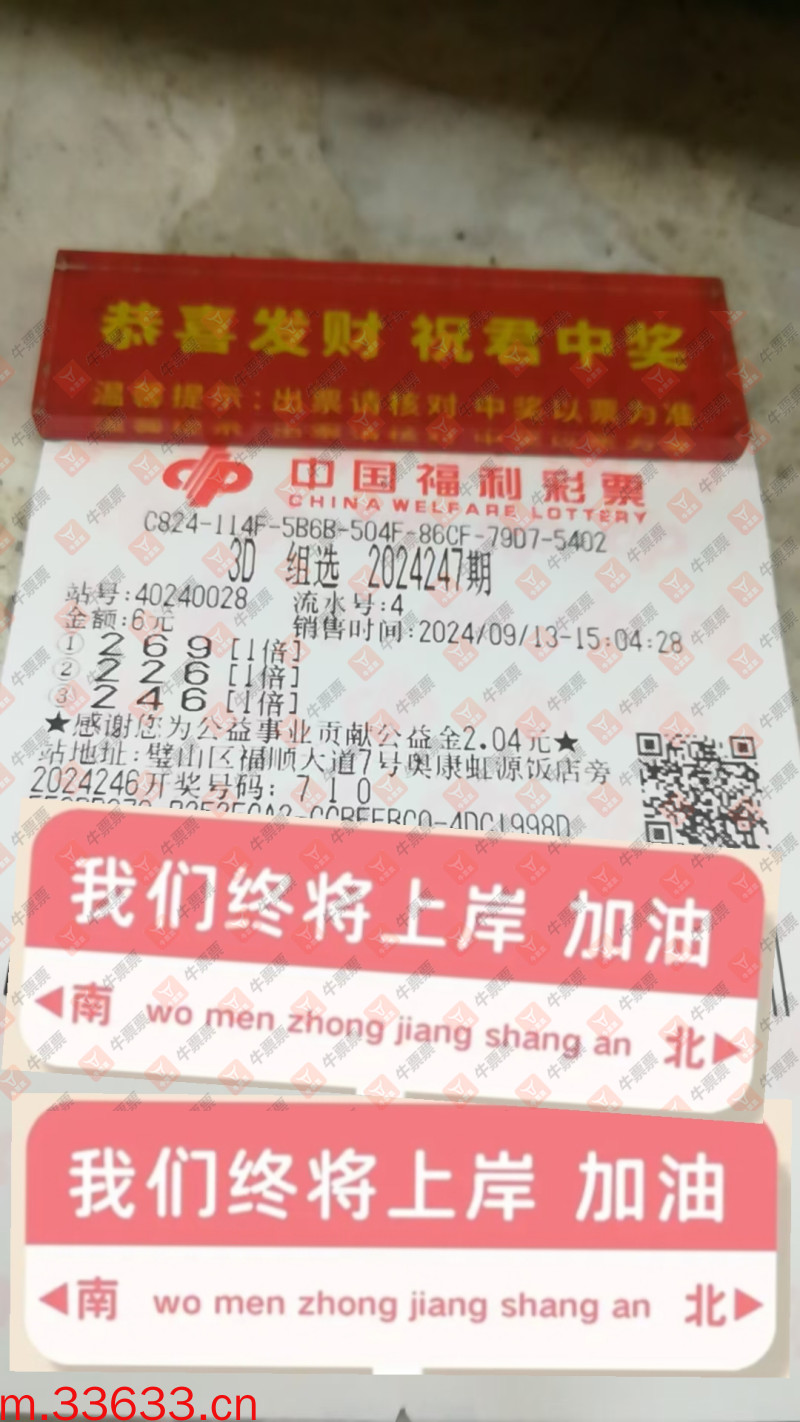 恭喜发财 祝君中奖
温馨提示:出票请核对 中奖以票为准
中国福利彩票
CHINA WELFARE LOTTERY
C824-114F-5B6B-504F-86CF-79D7-5402
3D 组选 2024247期
站号:40240028 流水号:4
金额:6元 销售时间:2024/09/13-15:04:28
① 2 6 9 [1倍]
② 2 2 6 [1倍]
③ 2 4 6 [1倍]
★感谢您为公益事业贡献公益金2.04元★
站地址:璧山区福顺大道7号奥康虹源饭店旁
2024246开奖号码: 7 1 0
我们终将上岸 加油
◀南 wo men zhong jiang shang an 北▶
我们终将上岸 加油
◀南 wo men zhong jiang shang an 北▶
牛票票
m.33633.cn